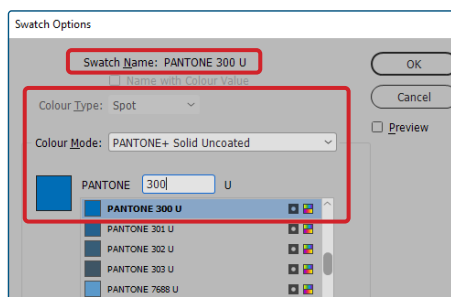 Swatch Options
Swatch Name: PANTONE 300 U
Name with Colour Value
Colour Type: Spot
Colour Mode: PANTONE+ Solid Uncoated
PANTONE 300 U
PANTONE 300 U
PANTONE 301 U
PANTONE 302 U
PANTONE 303 U
PANTONE 7688 U
OK
Cancel
Preview